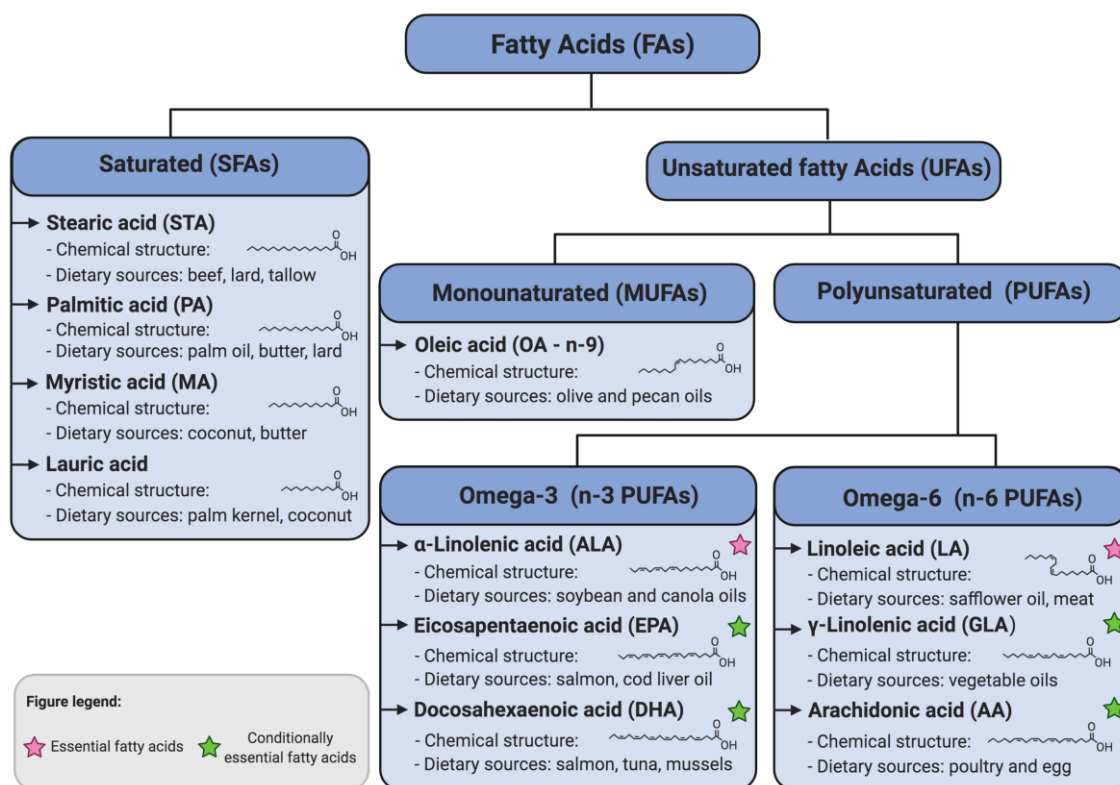 Fatty Acids (FAs)
Saturated (SFAs)
Stearic acid (STA)
- Chemical structure:
O
OH
- Dietary sources: beef, lard, tallow
Palmitic acid (PA)
- Chemical structure:
O
OH
- Dietary sources: palm oil, butter, lard
Myristic acid (MA)
- Chemical structure:
O
OH
- Dietary sources: coconut, butter
Lauric acid
- Chemical structure:
O
OH
- Dietary sources: palm kernel, coconut
Unsaturated fatty Acids (UFAs)
Monounaturated (MUFAs)
Oleic acid (OA - n-9)
- Chemical structure:
O
OH
- Dietary sources: olive and pecan oils
Polyunsaturated (PUFAs)
Omega-3 (n-3 PUFAs)
α-Linolenic acid (ALA)
- Chemical structure:
O
OH
- Dietary sources: soybean and canola oils
Eicosapentaenoic acid (EPA)
- Chemical structure:
O
OH
- Dietary sources: salmon, cod liver oil
Docosahexaenoic acid (DHA)
- Chemical structure:
O
OH
- Dietary sources: salmon, tuna, mussels
Omega-6 (n-6 PUFAs)
Linoleic acid (LA)
- Chemical structure:
O
OH
- Dietary sources: safflower oil, meat
γ-Linolenic acid (GLA)
- Chemical structure:
O
OH
- Dietary sources: vegetable oils
Arachidonic acid (AA)
- Chemical structure:
O
OH
- Dietary sources: poultry and egg
Figure legend:
Essential fatty acids
Conditionally
essential fatty acids